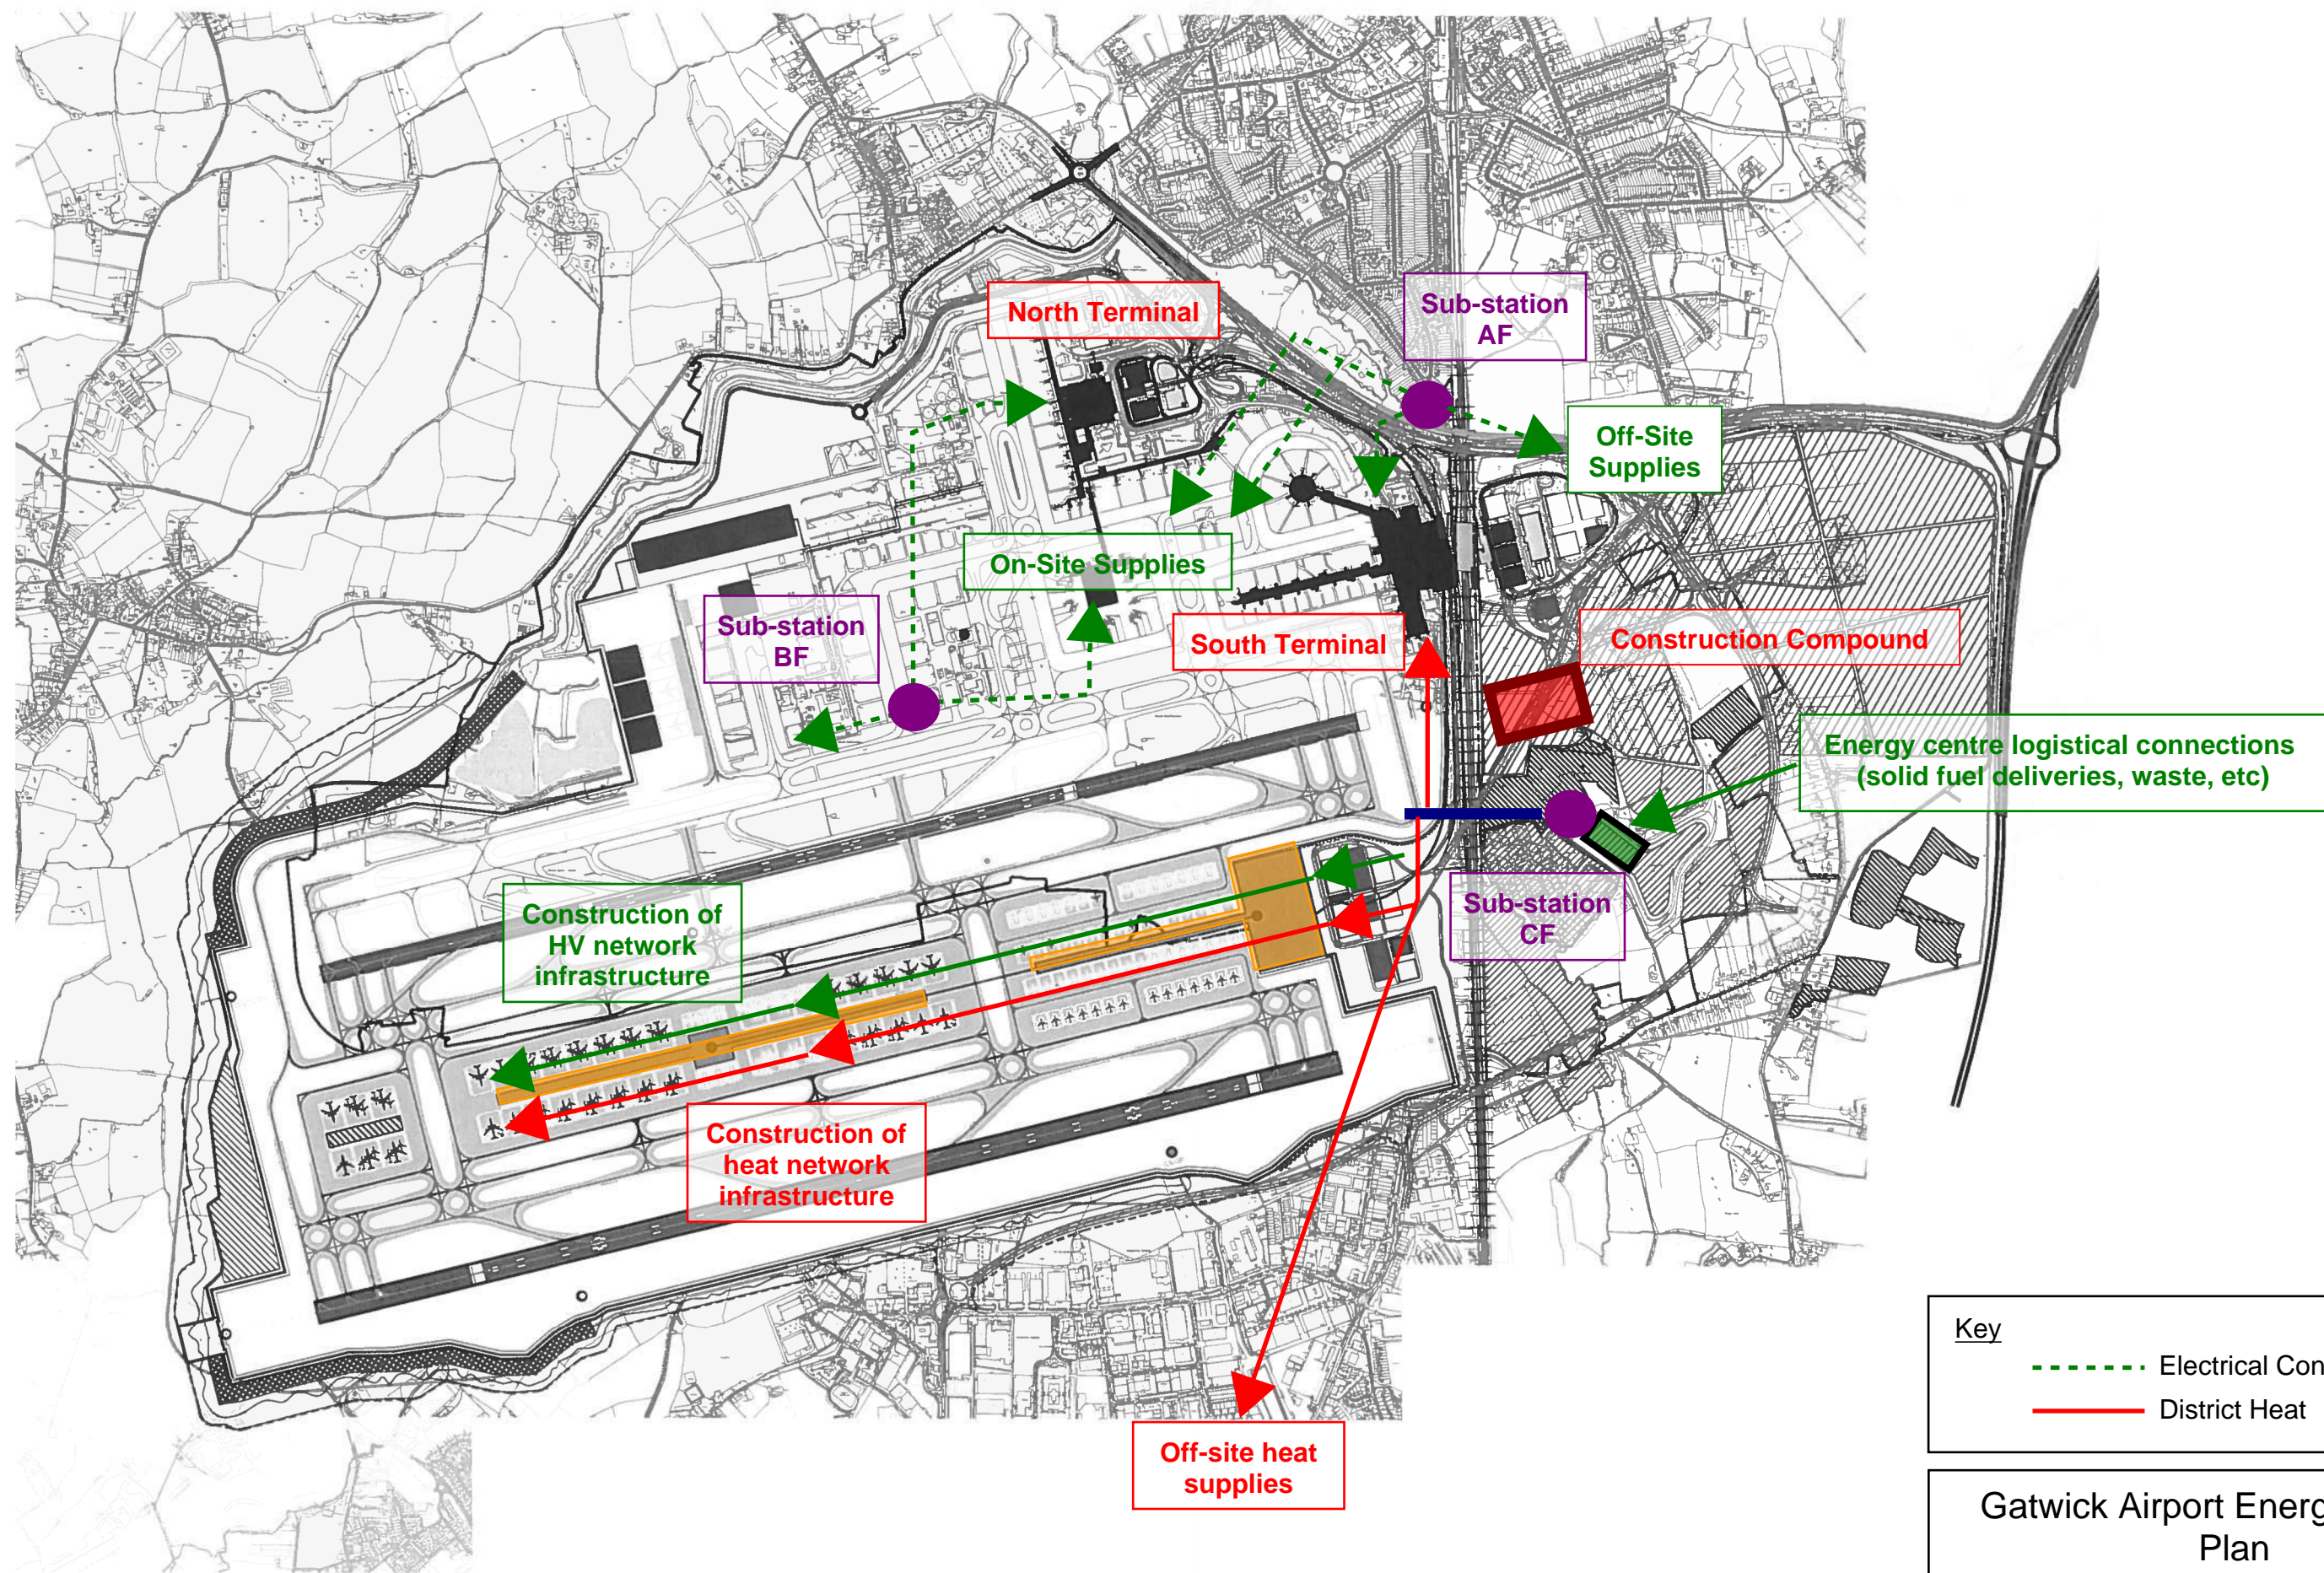 North Terminal
Sub-station
AF
Off-Site
Supplies
On-Site Supplies
Sub-station
BF
South Terminal
Construction Compound
Energy centre logistical connections
(solid fuel deliveries, waste, etc)
Construction of
HV network
infrastructure
Sub-station
CF
Construction of
heat network
infrastructure
Off-site heat
supplies
Key
Electrical Con
District Heat
Gatwick Airport Energ
Plan